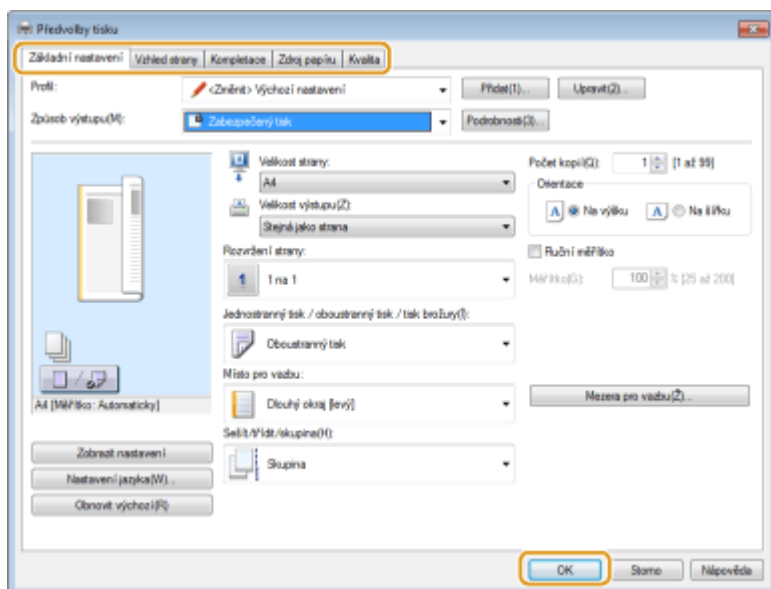 Předvolby tisku
Základní nastavení Vzhled strany Kompletace Zdroj papíru Kvalita
Profil: <Změnit> Výchozí nastavení Přidat(1)... Upravit(2)...
Způsob výstupu(M): Zabezpečený tisk Podrobnosti(3)...
Velikost strany: Počet kopií(Q): 1 [1 až 99]
A4 Orientace
Velikost výstupu(Z): A Na výšku A Na šířku
Stejná jako strana
Rozvržení strany: Ruční měřítko
1 1 na 1 Měřítko(G): 100 % [25 až 200]
Jednostranný tisk / oboustranný tisk / tisk brožury(I):
Oboustranný tisk
Místo pro vazbu:
A4 [Měřítko: Automaticky] Dlouhý okraj [levý] Mezera pro vazbu(Ž)...
Sešít/třídit/skupina(H):
Zobrazit nastavení Skupina
Nastavení jazyka(W)...
Obnovit výchozí(R)
OK Storno Nápověda